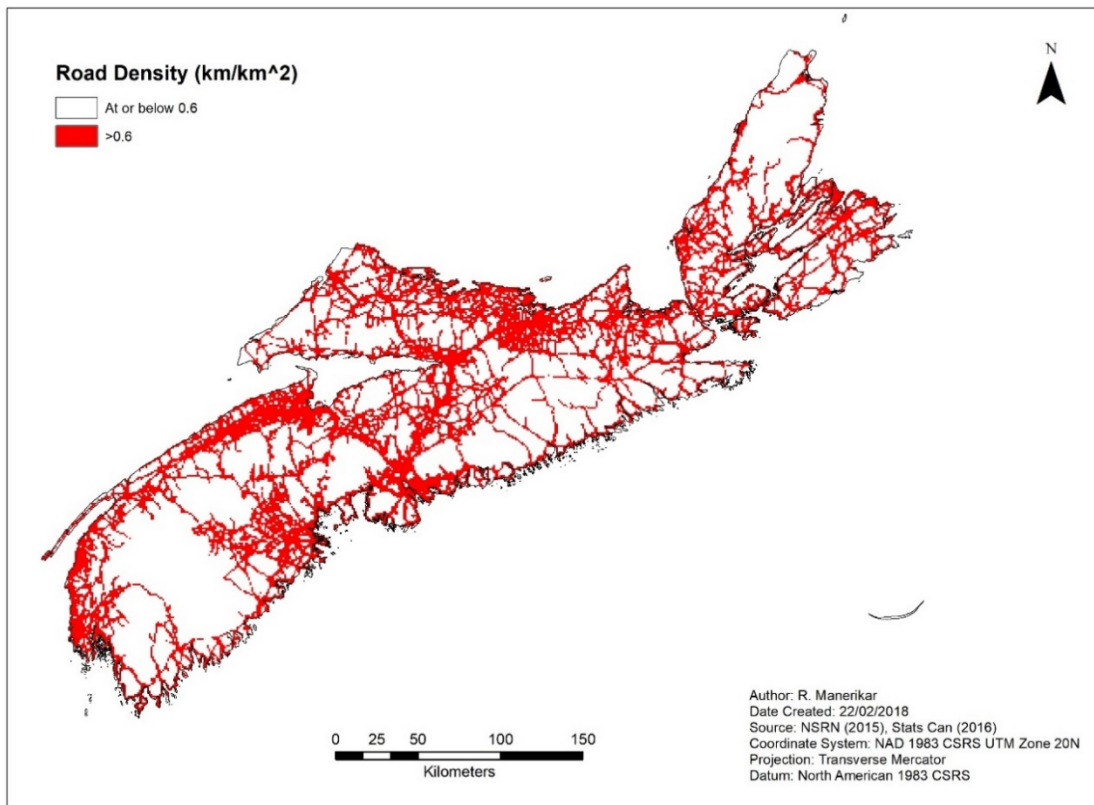 Road Density (km/km^2)
At or below 0.6
>0.6
N
0 25 50 100 150
Kilometers
Author: R. Manerikar
Date Created: 22/02/2018
Source: NSRN (2015), Stats Can (2016)
Coordinate System: NAD 1983 CSRS UTM Zone 20N
Projection: Transverse Mercator
Datum: North American 1983 CSRS